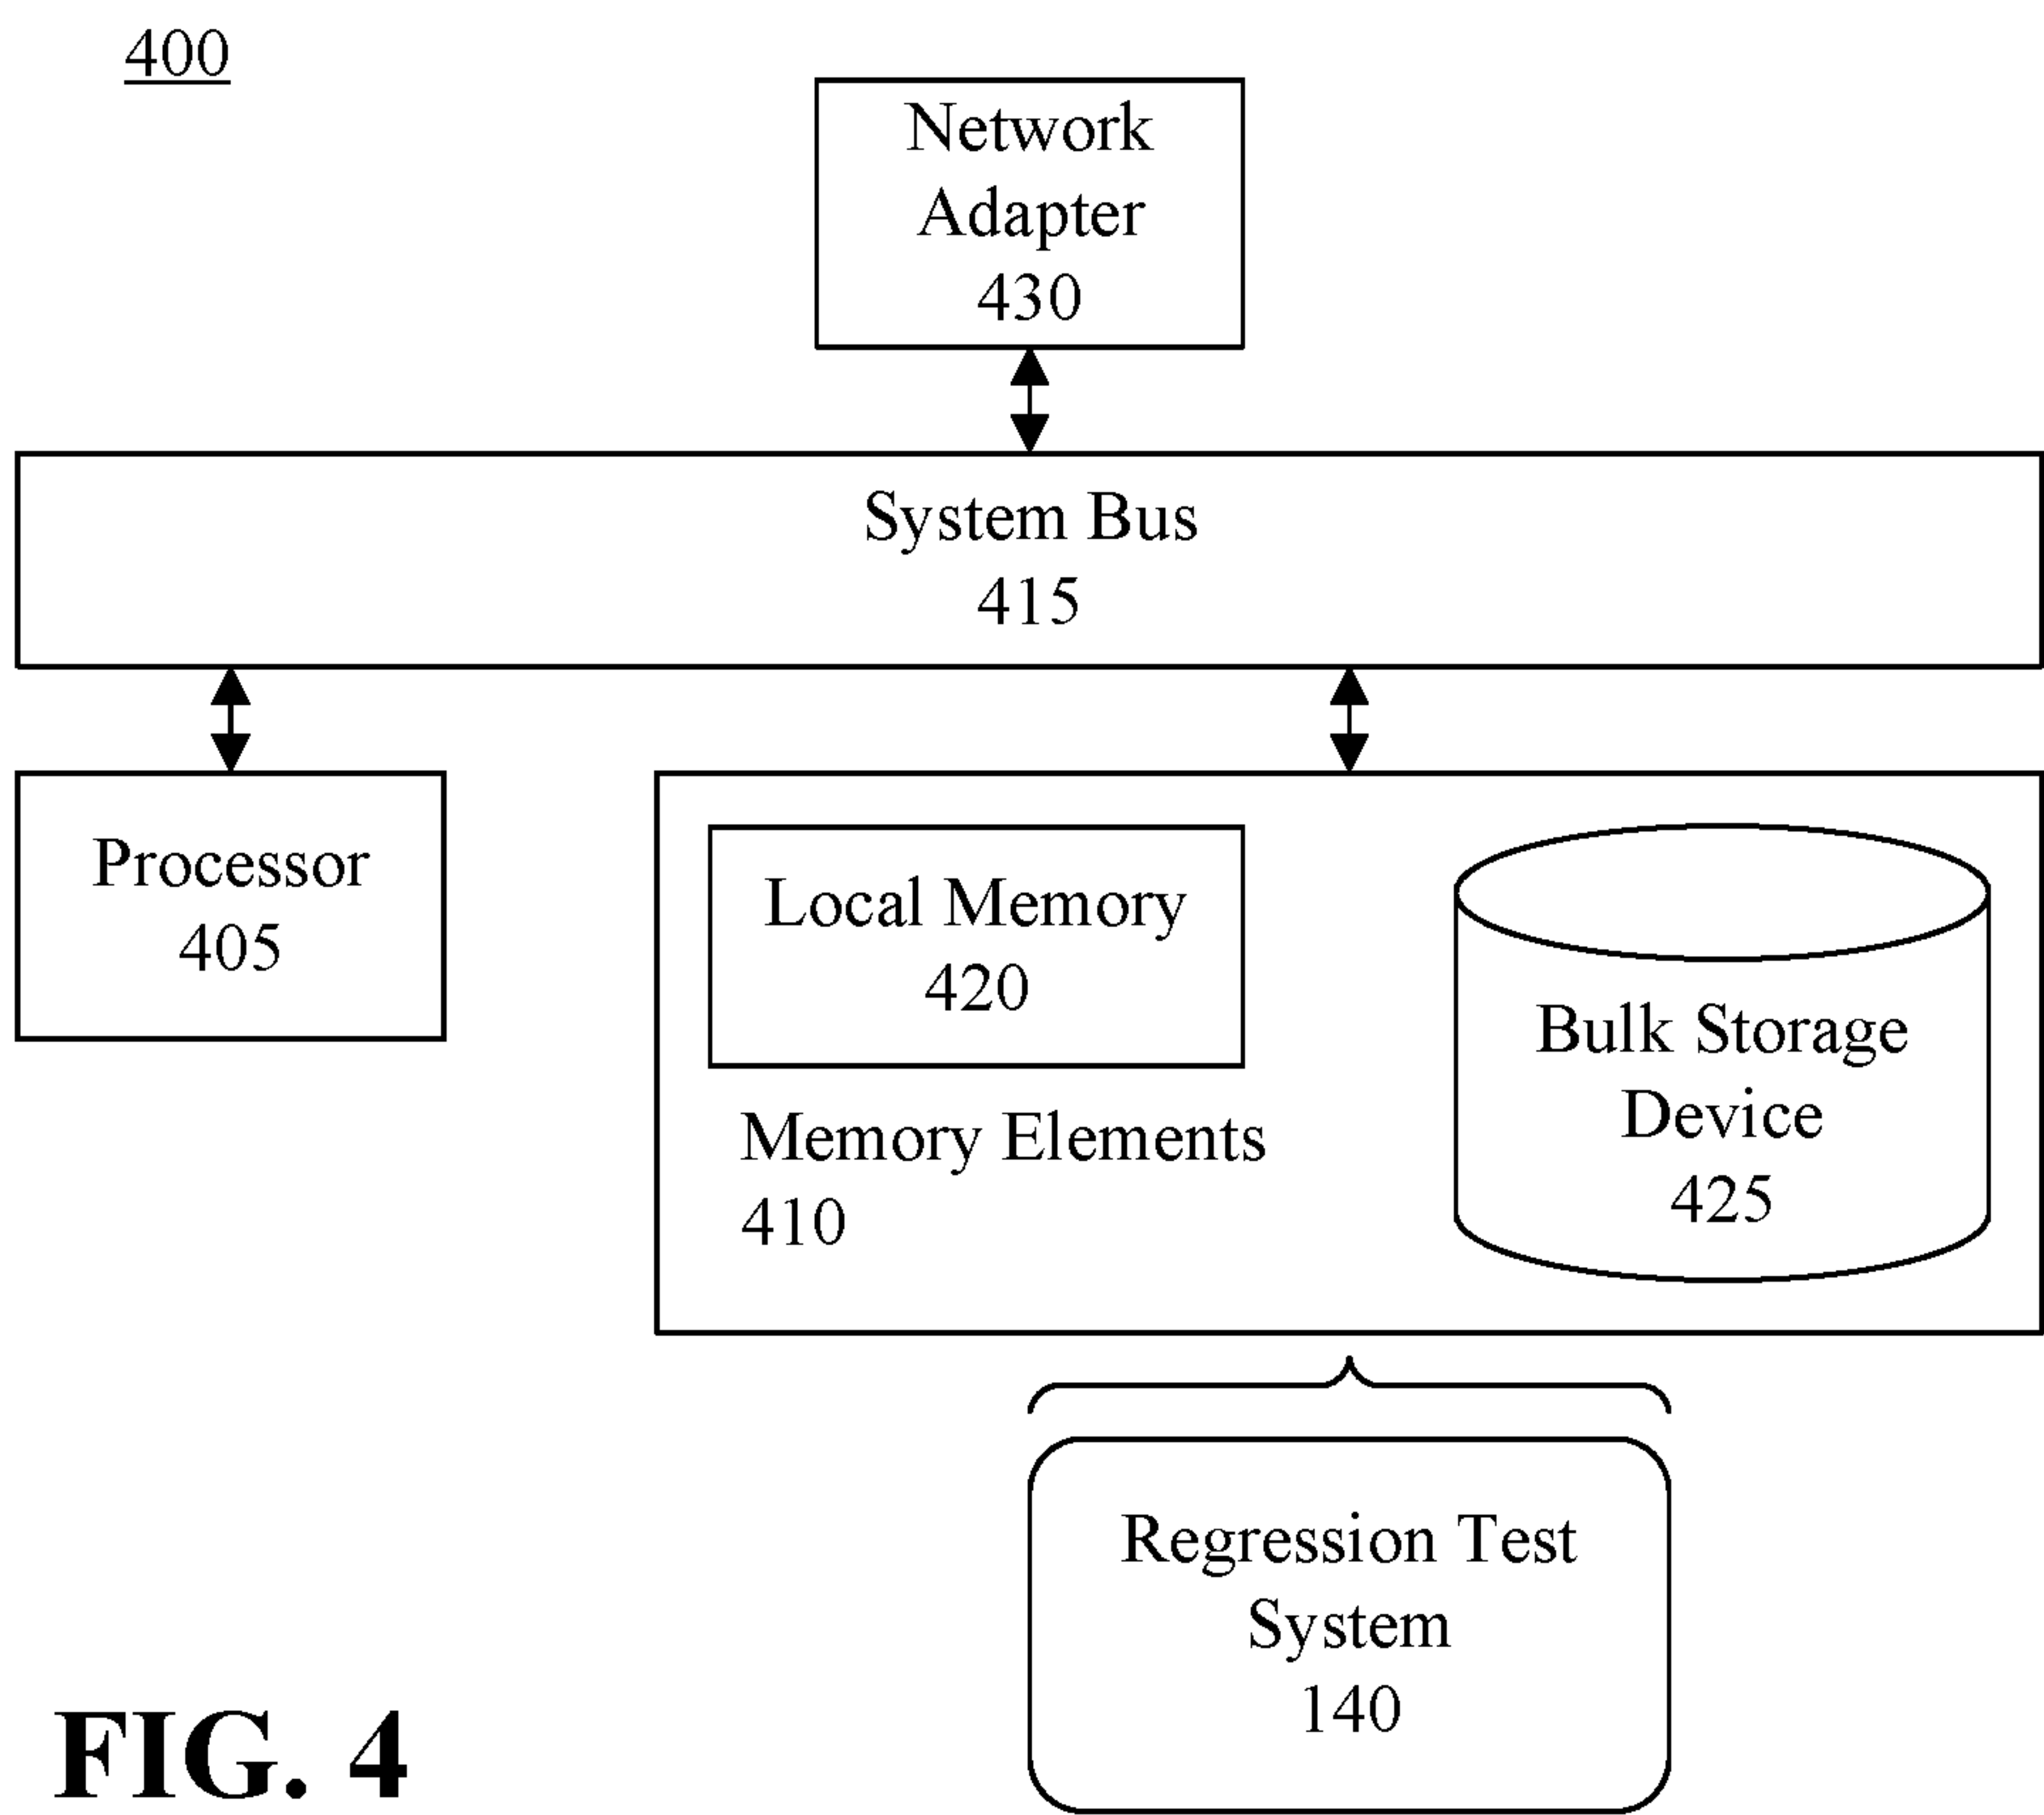 400
Network
Adapter
430
System Bus
415
Processor
405
Local Memory
420
Memory Elements
410
Bulk Storage
Device
425
Regression Test
System
140
FIG. 4